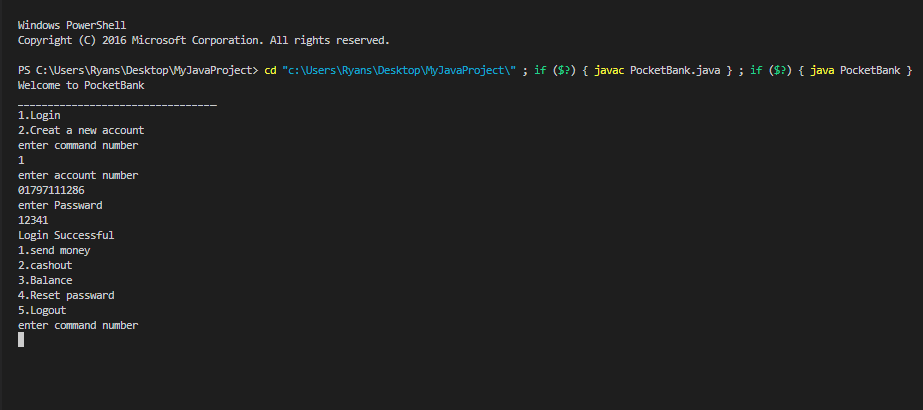 Windows PowerShell
Copyright (C) 2016 Microsoft Corporation. All rights reserved.
PS C:\Users\Ryans\Desktop\MyJavaProject> cd "c:\Users\Ryans\Desktop\MyJavaProject\" ; if ($?) { javac PocketBank.java } ; if ($?) { java PocketBank }
Welcome to PocketBank
_________________________________
1.Login
2.Creat a new account
enter command number
1
enter account number
01797111286
enter Passward
12341
Login Successful
1.send money
2.cashout
3.Balance
4.Reset passward
5.Logout
enter command number